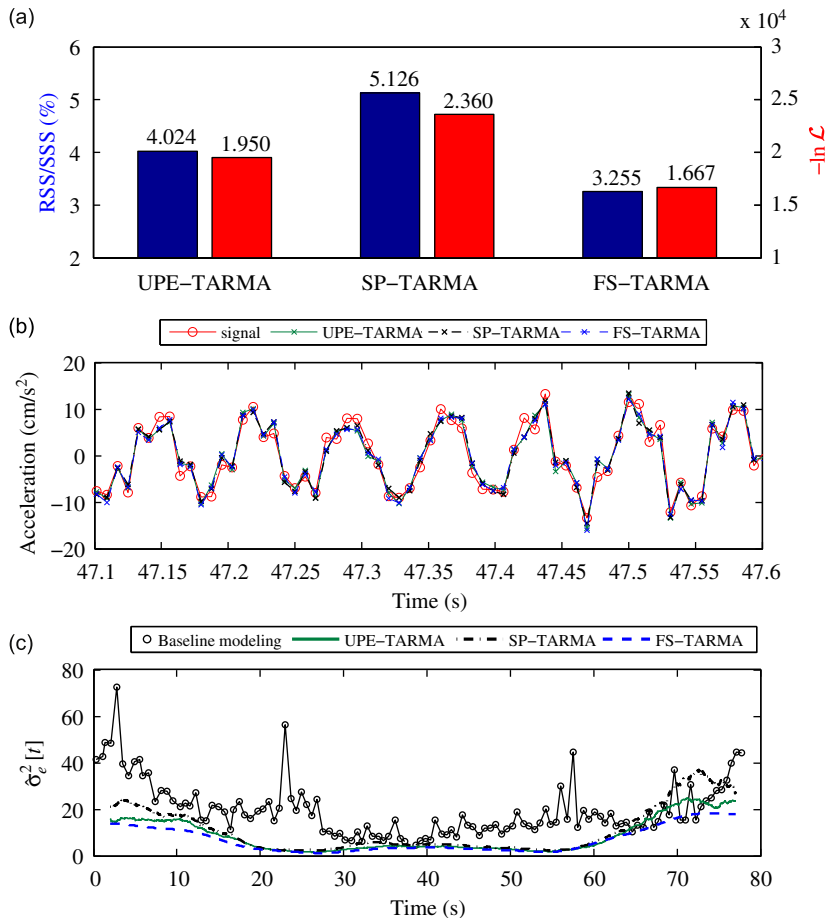 (a)
x 10⁴
6
5
4
3
2
RSS/SSS (%)
4.024
1.950
5.126
2.360
3.255
1.667
3
2.5
2
1.5
1
−ln ℒ
UPE−TARMA
SP−TARMA
FS−TARMA
(b)
signal
UPE−TARMA
SP−TARMA
FS−TARMA
20
10
0
−10
−20
Acceleration (cm/s²)
47.1
47.15
47.2
47.25
47.3
47.35
47.4
47.45
47.5
47.55
47.6
Time (s)
(c)
Baseline modeling
UPE−TARMA
SP−TARMA
FS−TARMA
80
60
40
20
0
σ̂ₑ² [t]
0
10
20
30
40
50
60
70
80
Time (s)